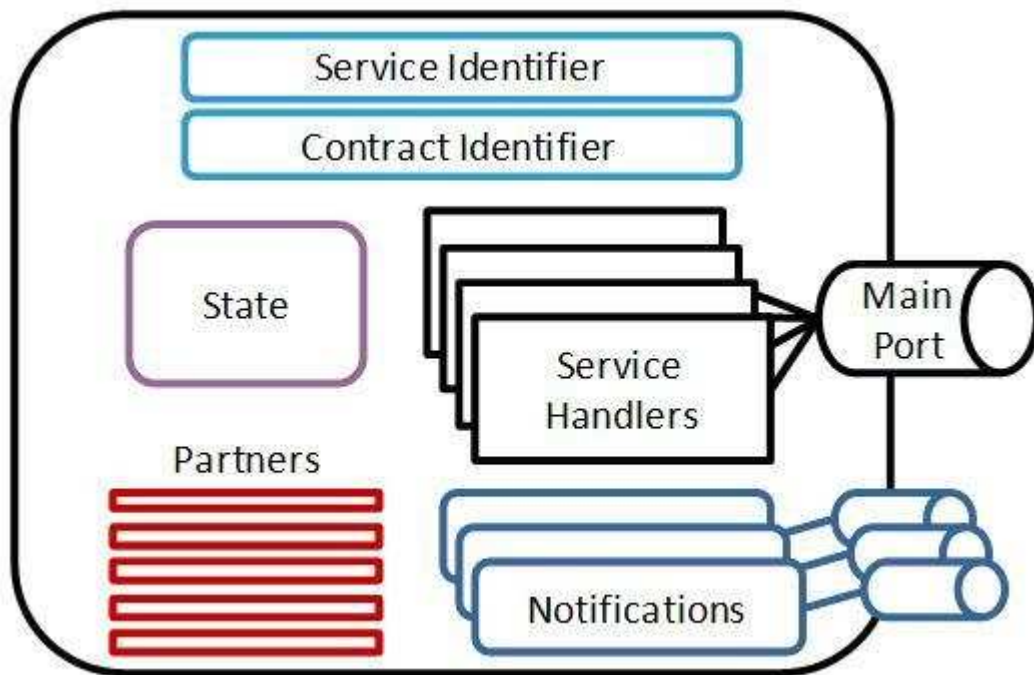 Service Identifier
Contract Identifier
State
Service
Handlers
Main
Port
Partners
Notifications